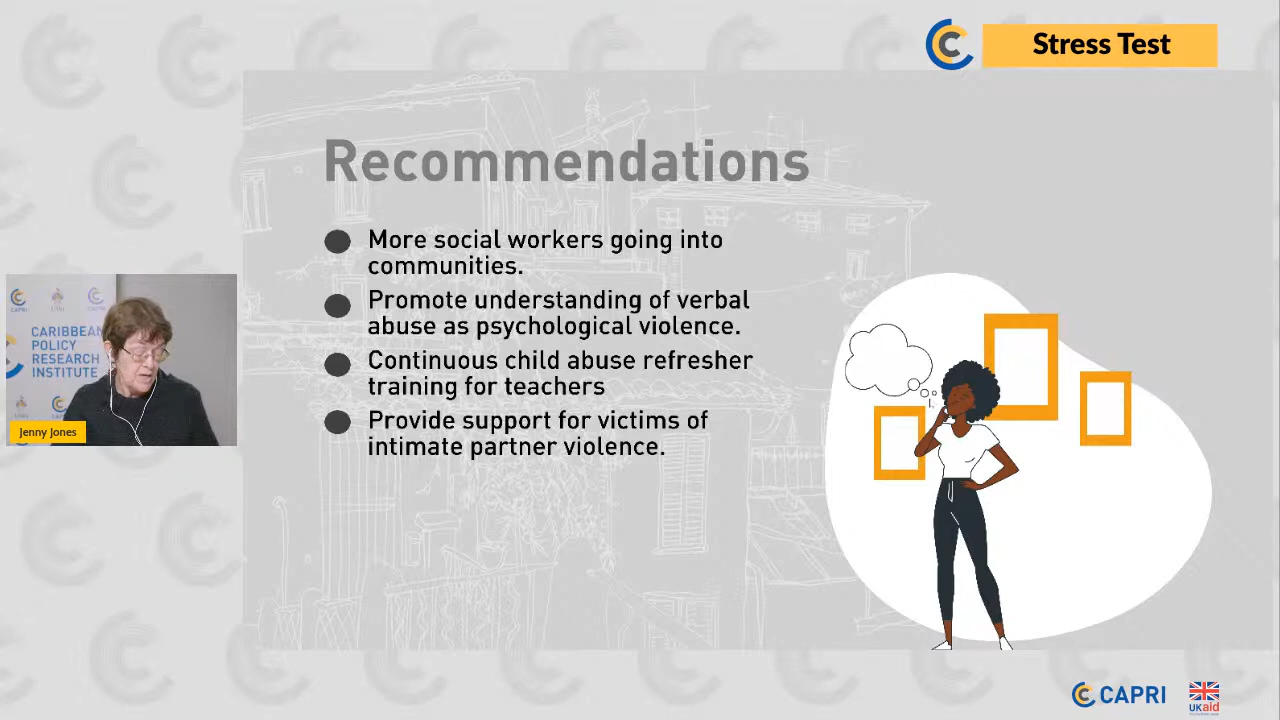 Stress Test
Recommendations
More social workers going into
communities.
Promote understanding of verbal
abuse as psychological violence.
Continuous child abuse refresher
training for teachers
Provide support for victims of
intimate partner violence.
CAPRI
CARIBBEAN
POLICY
RESEARCH
INSTITUTE
Jenny Jones
CAPRI
UKaid